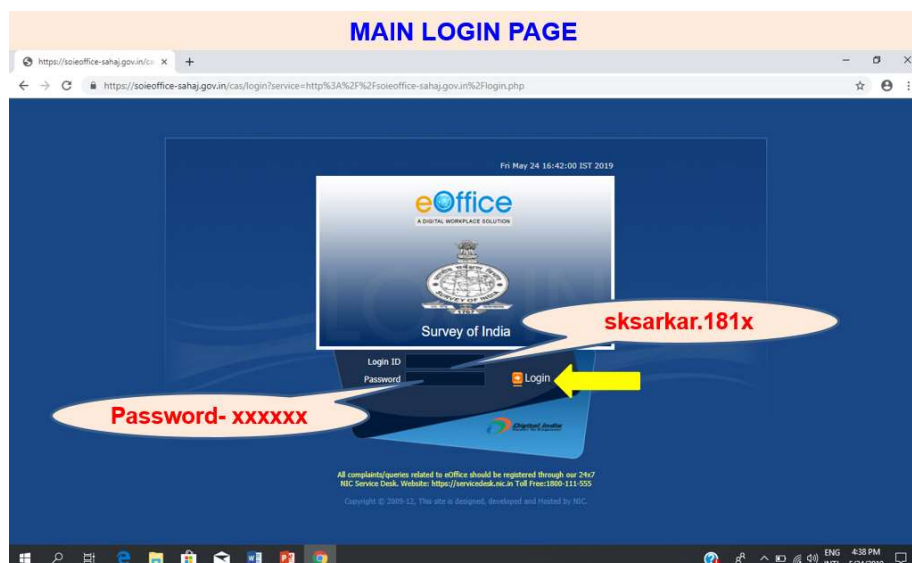 MAIN LOGIN PAGE
https://soieoffice-sahaj.gov.in/ca
https://soieoffice-sahaj.gov.in/cas/login?service=http%3A%2F%2Fsoieoffice-sahaj.gov.in%2Flogin.php
Fri May 24 16:42:00 IST 2019
eOffice
A DIGITAL WORKPLACE SOLUTION
Survey of India
sksarkar.181x
Login ID
Password
Login
Password- xxxxxx
Digital India
All complaints/queries related to eOffice should be registered through our 24x7
NIC Service Desk. Website: https://servicedesk.nic.in Toll Free:1800-111-555
Copyright © 2009-12, This site is designed, developed and Hosted by NIC.
ENG 4:38 PM
INTL 5/24/2019